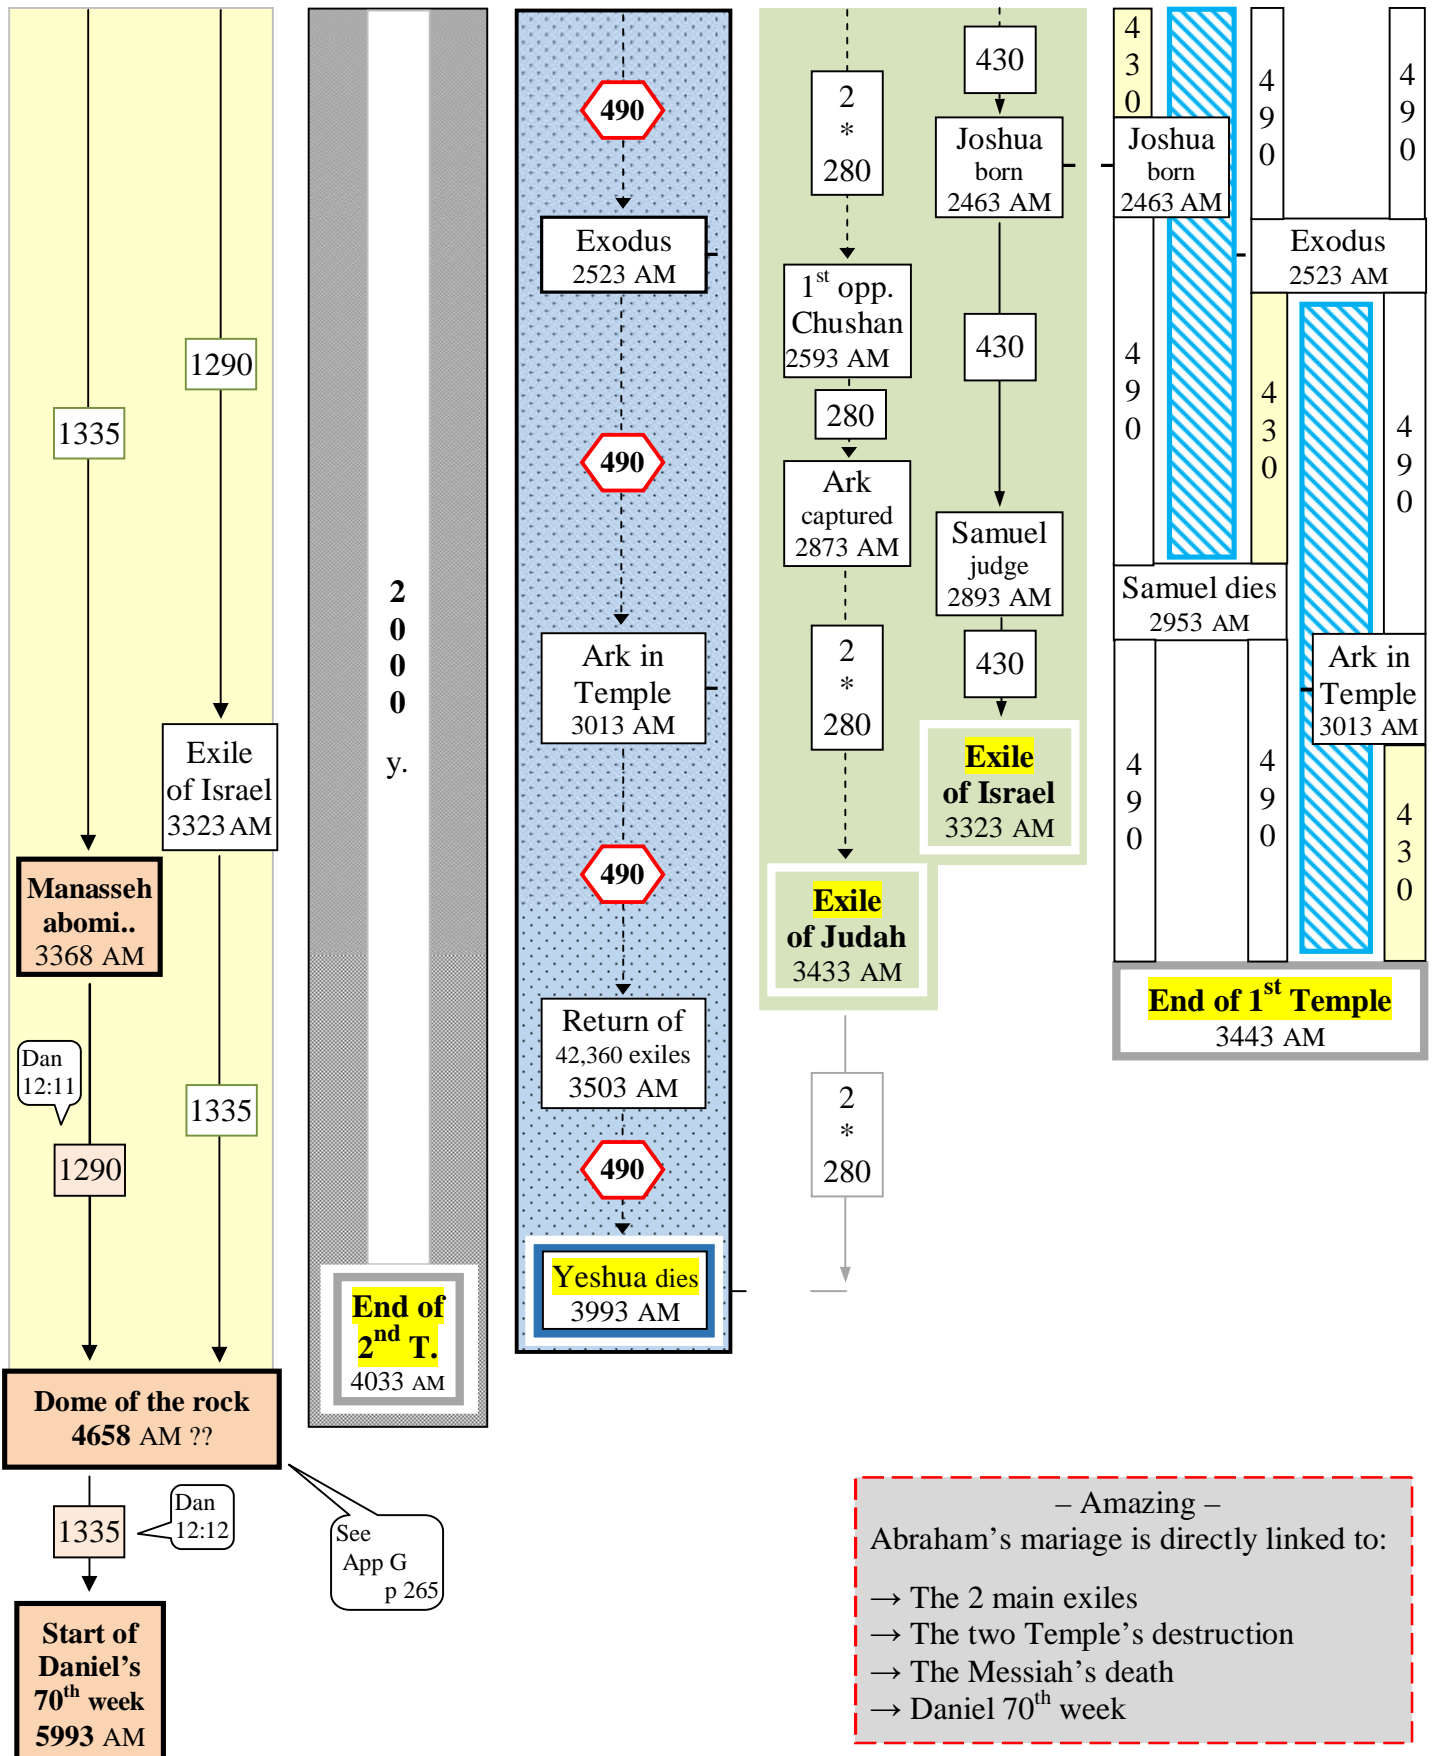 1335
1290
Exile
of Israel
3323 AM
Manasseh
abomi..
3368 AM
Dan
12:11
1290
1335
Dome of the rock
4658 AM ??
1335
Dan
12:12
See
App G
p 265
Start of
Daniel's
70th week
5993 AM
2
0
0
0
y.
End of
2nd T.
4033 AM
490
Exodus
2523 AM
490
Ark in
Temple
3013 AM
490
Return of
42,360 exiles
3503 AM
490
Yeshua dies
3993 AM
2
*
280
1st opp.
Chushan
2593 AM
280
Ark
captured
2873 AM
2
*
280
Exile
of Judah
3433 AM
2
*
280
430
Joshua
born
2463 AM
430
Samuel
judge
2893 AM
430
Exile
of Israel
3323 AM
4
3
0
Joshua
born
2463 AM
4
9
0
4
9
0
4
9
0
Exodus
2523 AM
4
3
0
4
9
0
Samuel dies
2953 AM
4
9
0
4
9
0
Ark in
Temple
3013 AM
4
3
0
End of 1st Temple
3443 AM
– Amazing –
Abraham’s mariage is directly linked to:
→ The 2 main exiles
→ The two Temple’s destruction
→ The Messiah’s death
→ Daniel 70th week